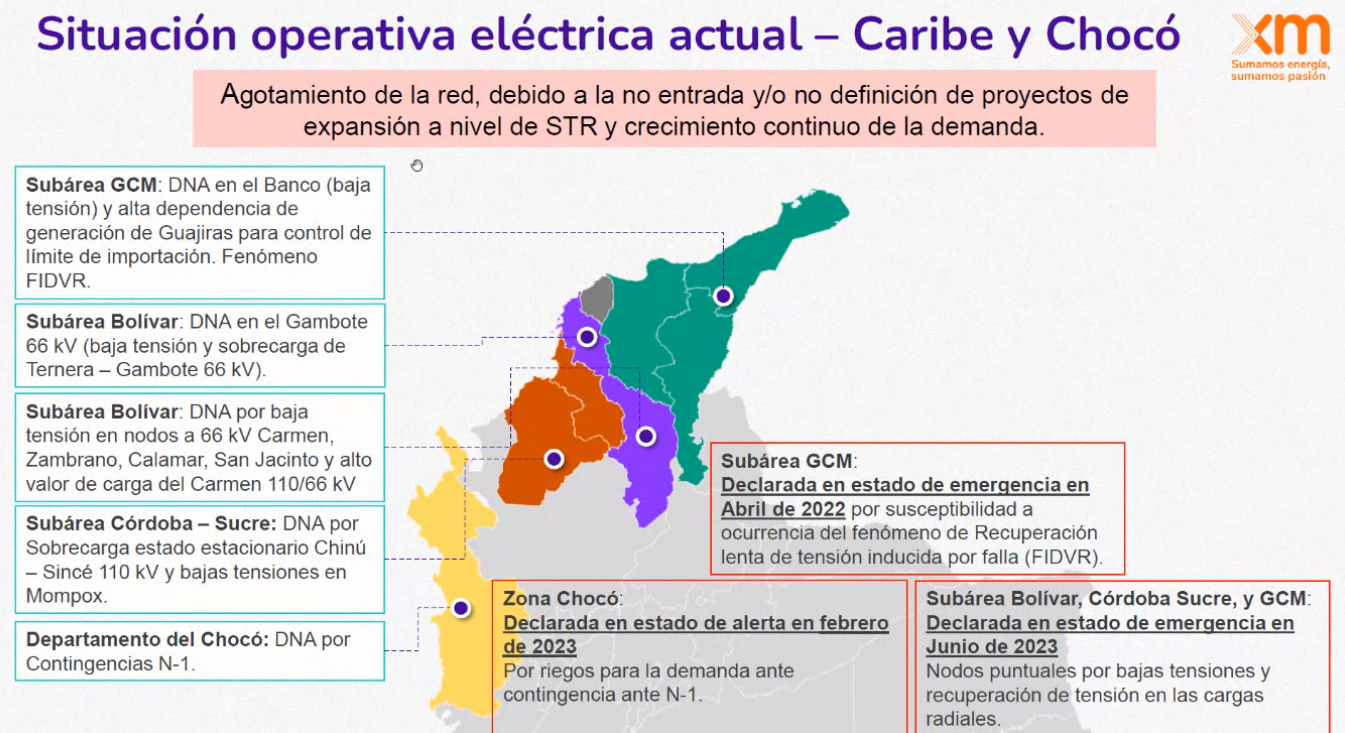 Situación operativa eléctrica actual – Caribe y Chocó
xm
Sumamos energía,
sumamos pasión
Agotamiento de la red, debido a la no entrada y/o no definición de proyectos de
expansión a nivel de STR y crecimiento continuo de la demanda.
Subárea GCM: DNA en el Banco (baja
tensión) y alta dependencia de
generación de Guajiras para control de
límite de importación. Fenómeno
FIDVR.
Subárea Bolívar: DNA en el Gambote
66 kV (baja tensión y sobrecarga de
Ternera – Gambote 66 kV).
Subárea Bolívar: DNA por baja
tensión en nodos a 66 kV Carmen,
Zambrano, Calamar, San Jacinto y alto
valor de carga del Carmen 110/66 kV
Subárea Córdoba – Sucre: DNA por
Sobrecarga estado estacionario Chinú
– Sincé 110 kV y bajas tensiones en
Mompox.
Departamento del Chocó: DNA por
Contingencias N-1.
Subárea GCM:
Declarada en estado de emergencia en
Abril de 2022 por susceptibilidad a
ocurrencia del fenómeno de Recuperación
lenta de tensión inducida por falla (FIDVR).
Zona Chocó:
Declarada en estado de alerta en febrero
de 2023
Por riegos para la demanda ante
contingencia ante N-1.
Subárea Bolívar, Córdoba Sucre, y GCM:
Declarada en estado de emergencia en
Junio de 2023
Nodos puntuales por bajas tensiones y
recuperación de tensión en las cargas
radiales.